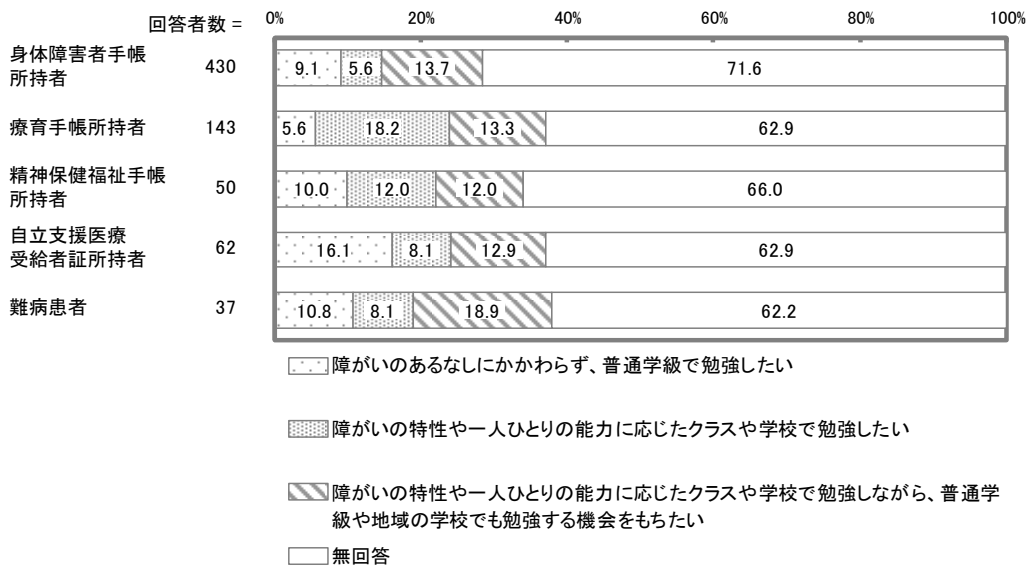 回答者数 =
0% 20% 40% 60% 80% 100%
身体障害者手帳
所持者
430
9.1 5.6 13.7 71.6
療育手帳所持者 143
5.6 18.2 13.3 62.9
精神保健福祉手帳
所持者
50
10.0 12.0 12.0 66.0
自立支援医療
受給者証所持者
62
16.1 8.1 12.9 62.9
難病患者 37
10.8 8.1 18.9 62.2
障がいのあるなしにかかわらず、普通学級で勉強したい
障がいの特性や一人ひとりの能力に応じたクラスや学校で勉強したい
障がいの特性や一人ひとりの能力に応じたクラスや学校で勉強しながら、普通学
級や地域の学校でも勉強する機会をもちたい
無回答